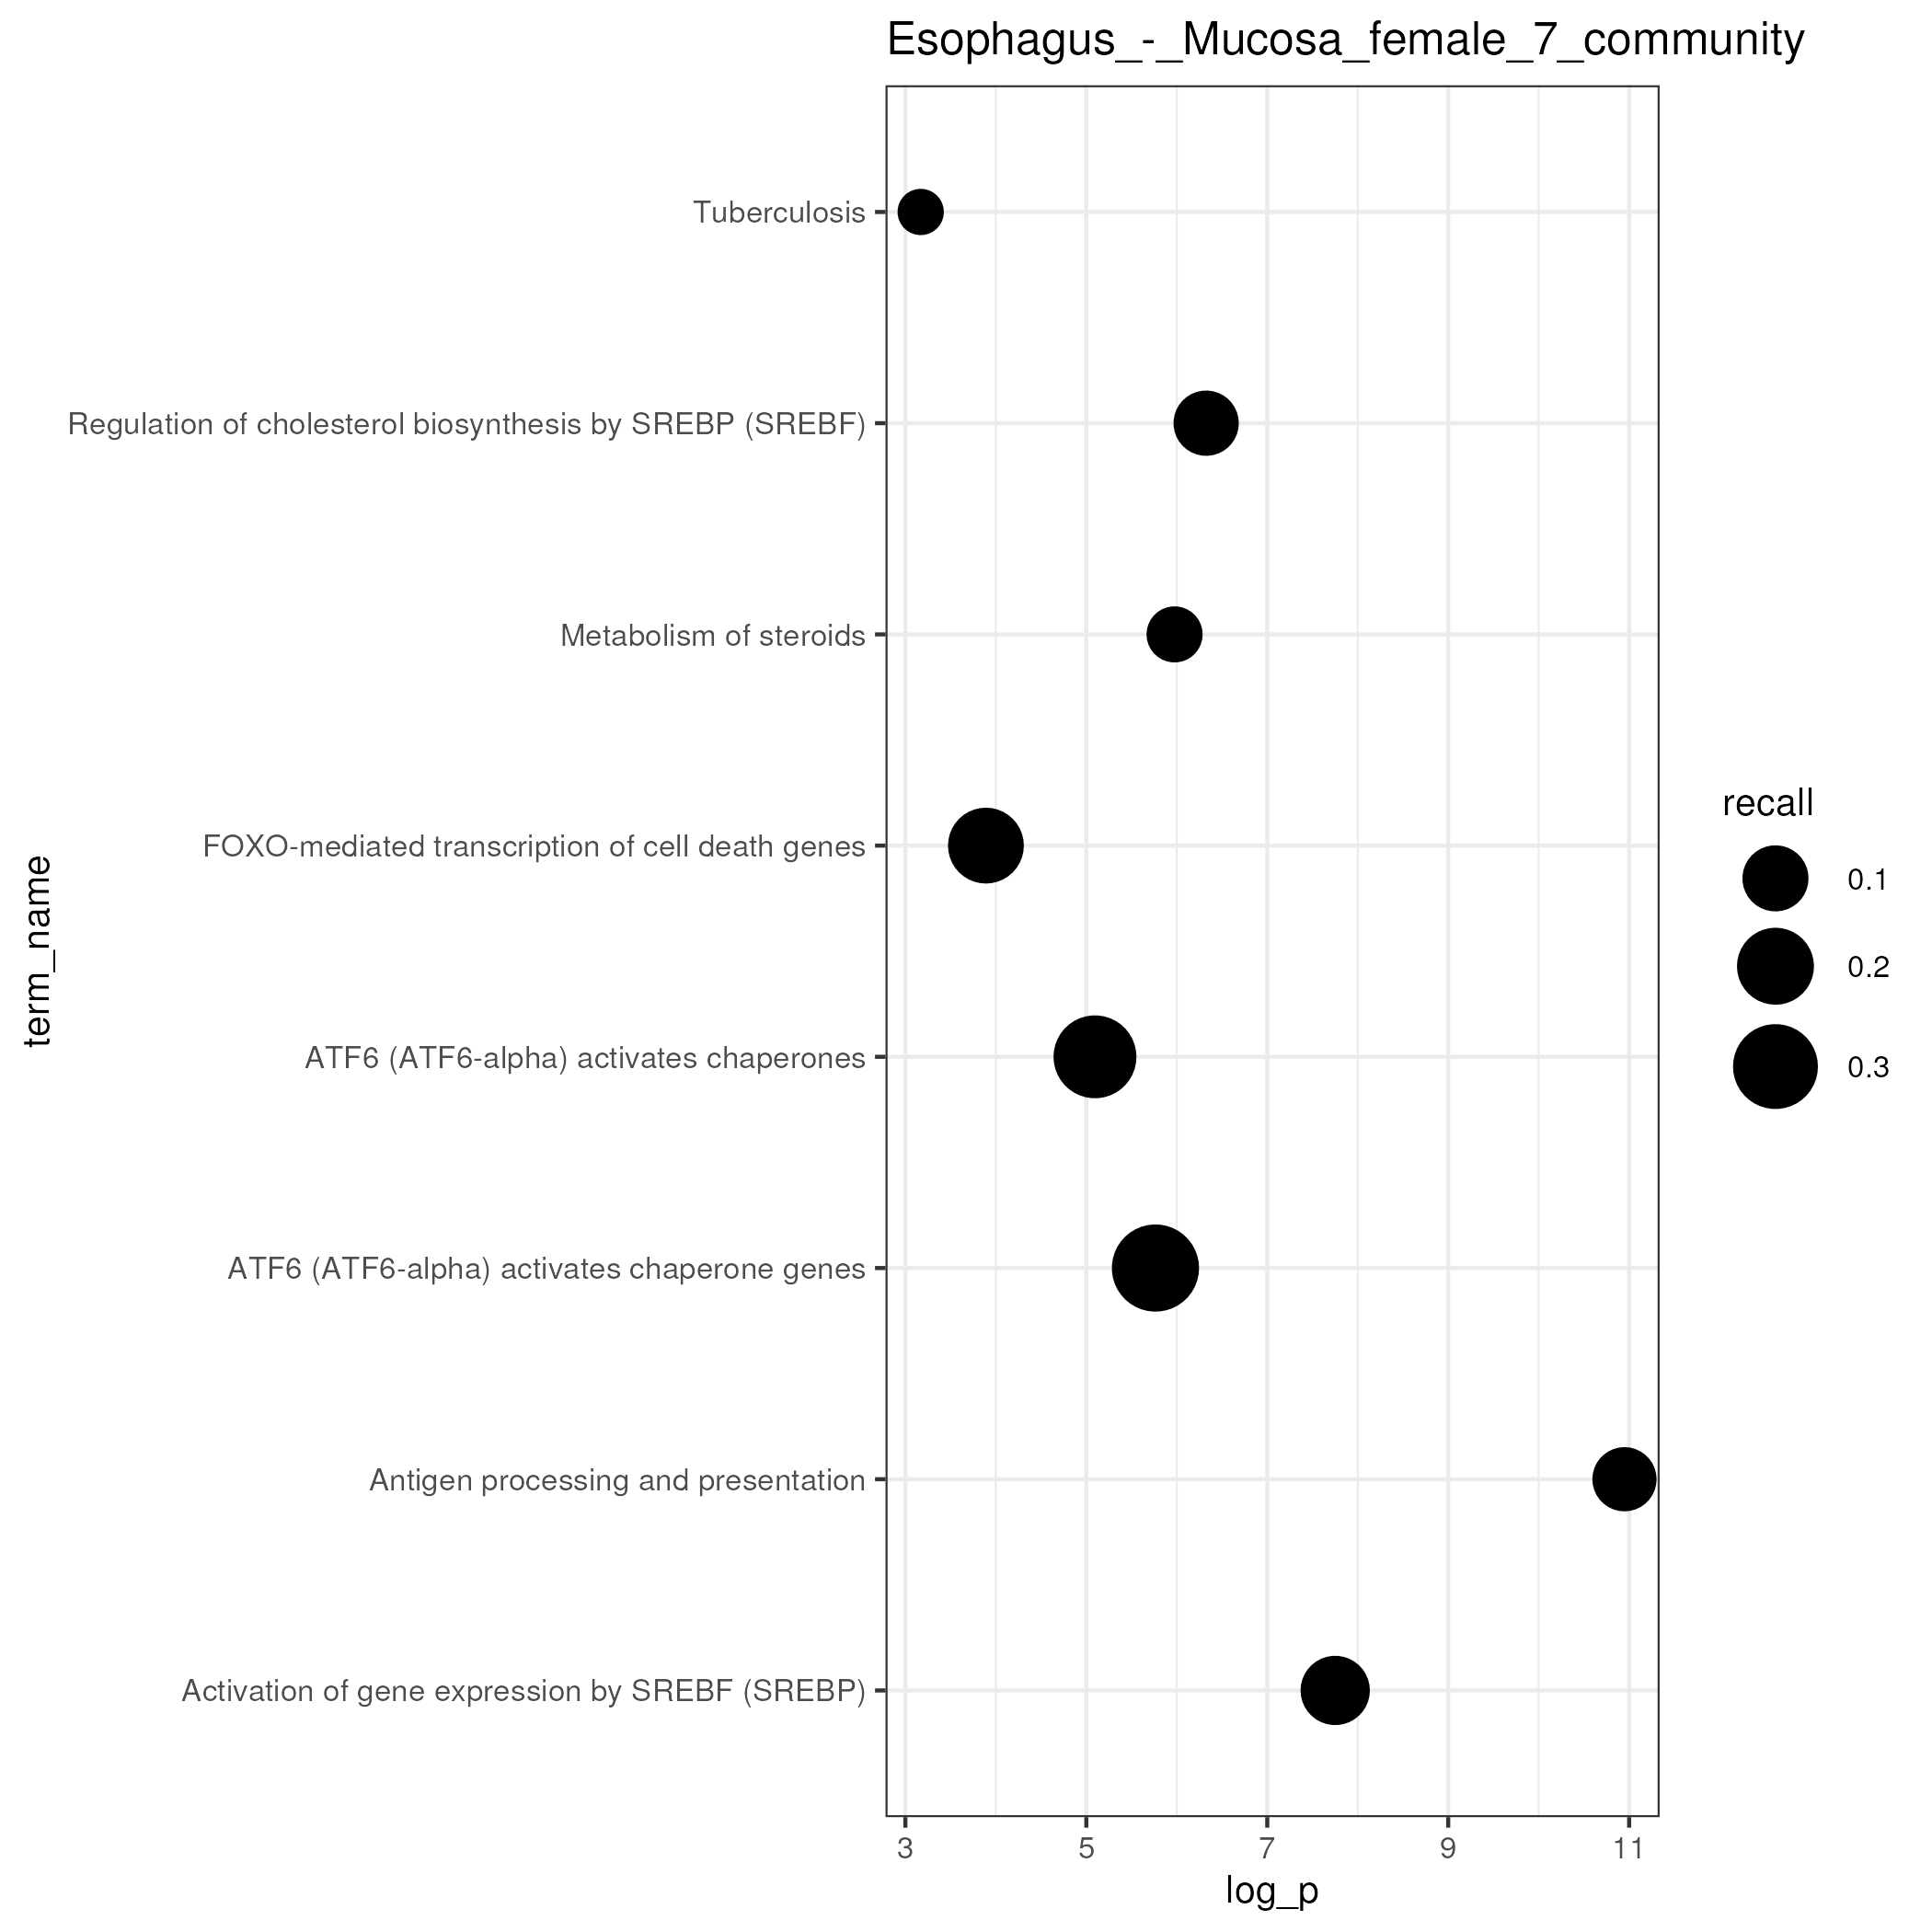 Esophagus_-_Mucosa_female_7_community
term_name
Tuberculosis
Regulation of cholesterol biosynthesis by SREBP (SREBF)
Metabolism of steroids
FOXO-mediated transcription of cell death genes
ATF6 (ATF6-alpha) activates chaperones
ATF6 (ATF6-alpha) activates chaperone genes
Antigen processing and presentation
Activation of gene expression by SREBF (SREBP)
3 5 7 9 11
log_p
recall
0.1
0.2
0.3